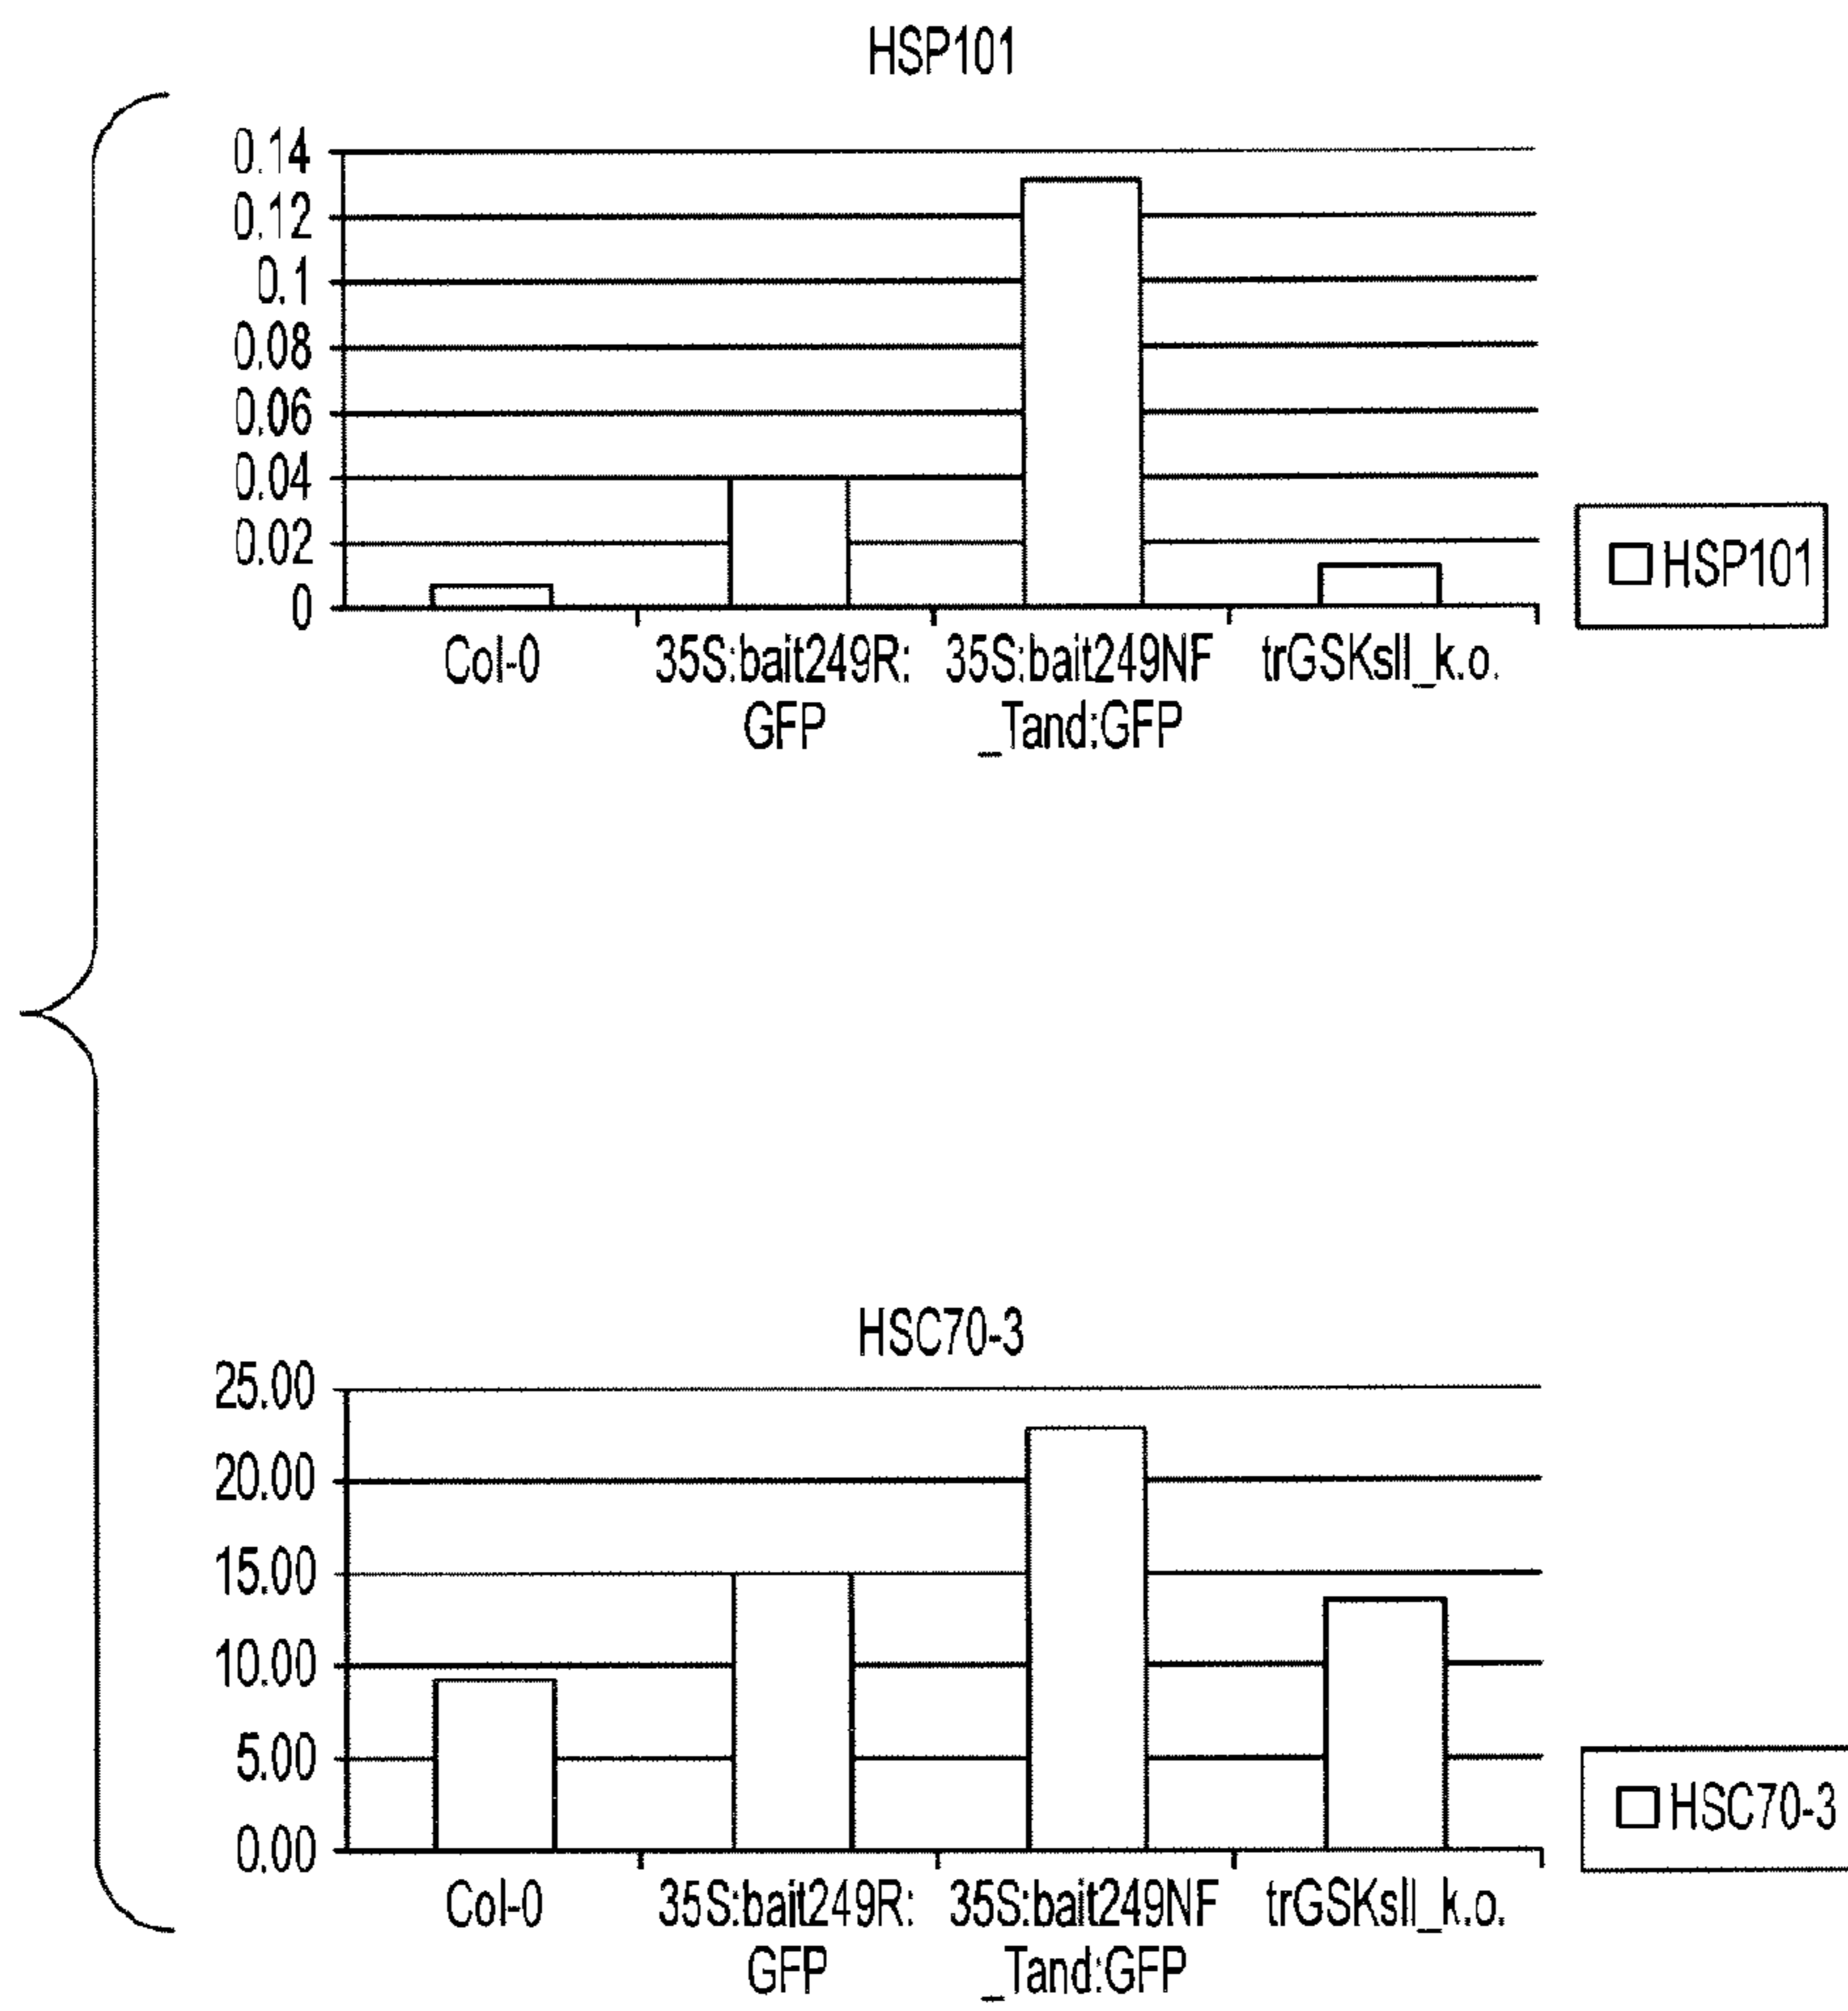 HSP101
0.14
0.12
0.1
0.08
0.06
0.04
0.02
0
Col-0 35S:bait249R: 35S:bait249NF trGSKsII_k.o.
GFP _Tand:GFP
HSP101
HSC70-3
25.00
20.00
15.00
10.00
5.00
0.00
Col-0 35S:bait249R: 35S:bait249NF trGSKsII_k.o.
GFP _Tand:GFP
HSC70-3